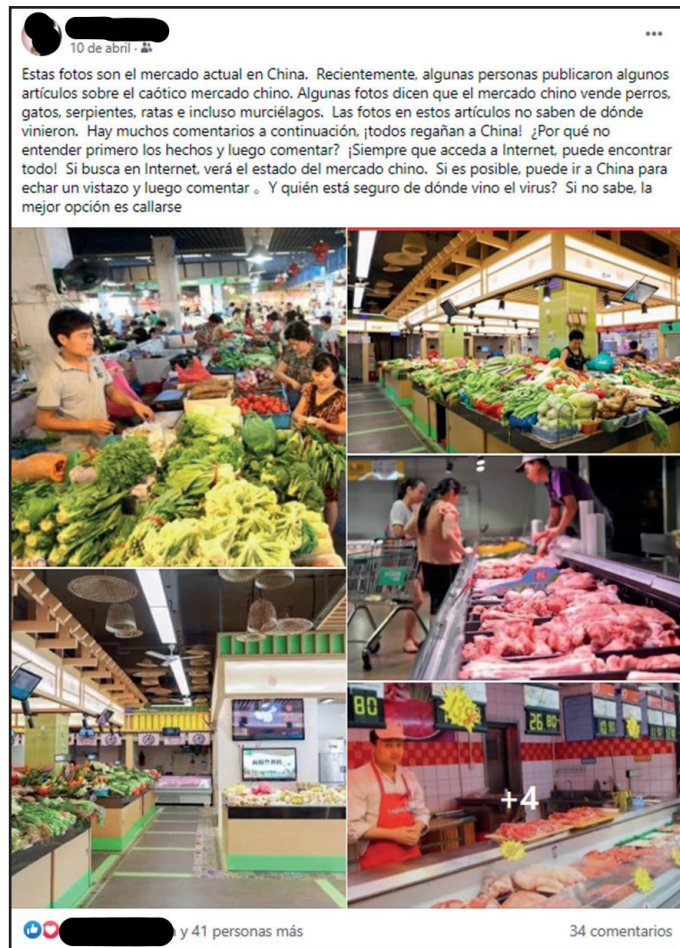 10 de abril ·
Estas fotos son el mercado actual en China. Recientemente, algunas personas publicaron algunos
artículos sobre el caótico mercado chino. Algunas fotos dicen que el mercado chino vende perros,
gatos, serpientes, ratas e incluso murciélagos. Las fotos en estos artículos no saben de dónde
vinieron. Hay muchos comentarios a continuación, ¡todos regañan a China! ¿Por qué no
entender primero los hechos y luego comentar? ¡Siempre que acceda a Internet, puede encontrar
todo! Si busca en Internet, verá el estado del mercado chino. Si es posible, puede ir a China para
echar un vistazo y luego comentar 。 Y quién está seguro de dónde vino el virus? Si no sabe, la
mejor opción es callarse
80
26.80
+4
y 41 personas más
34 comentarios